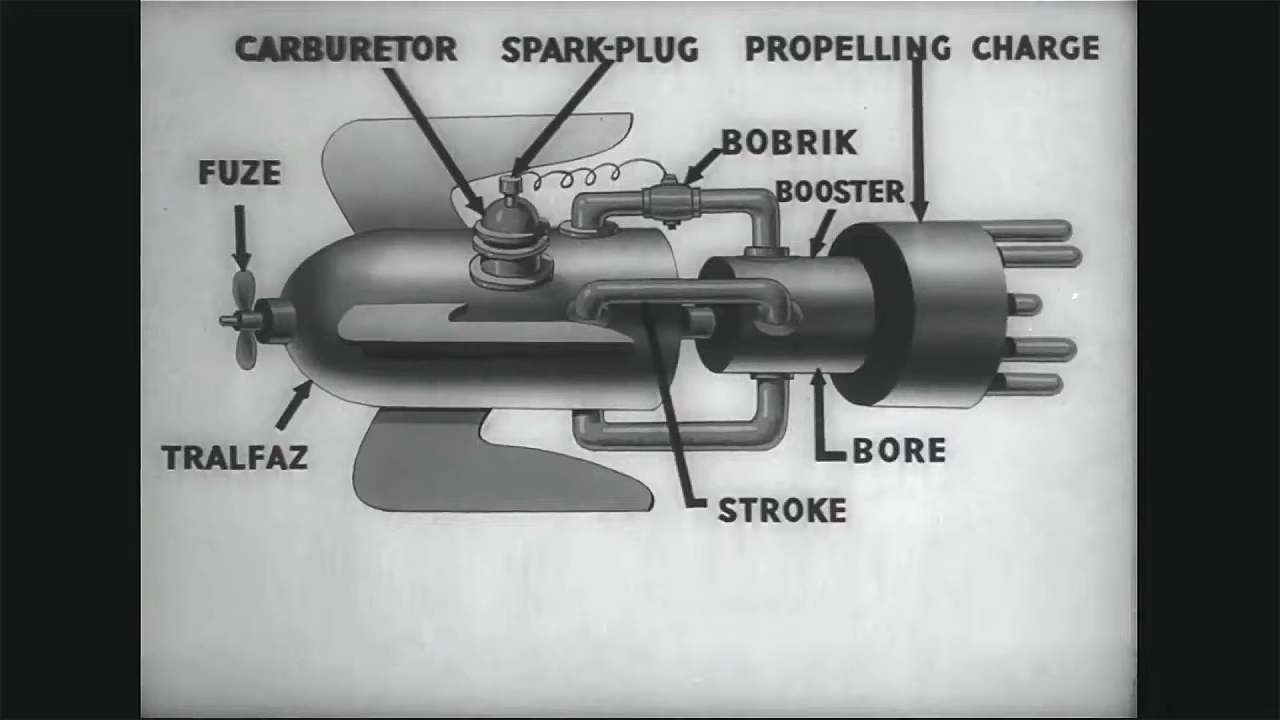 CARBURETOR SPARK-PLUG PROPELLING CHARGE
BOBRIK
FUZE
BOOSTER
TRALFAZ
BORE
STROKE